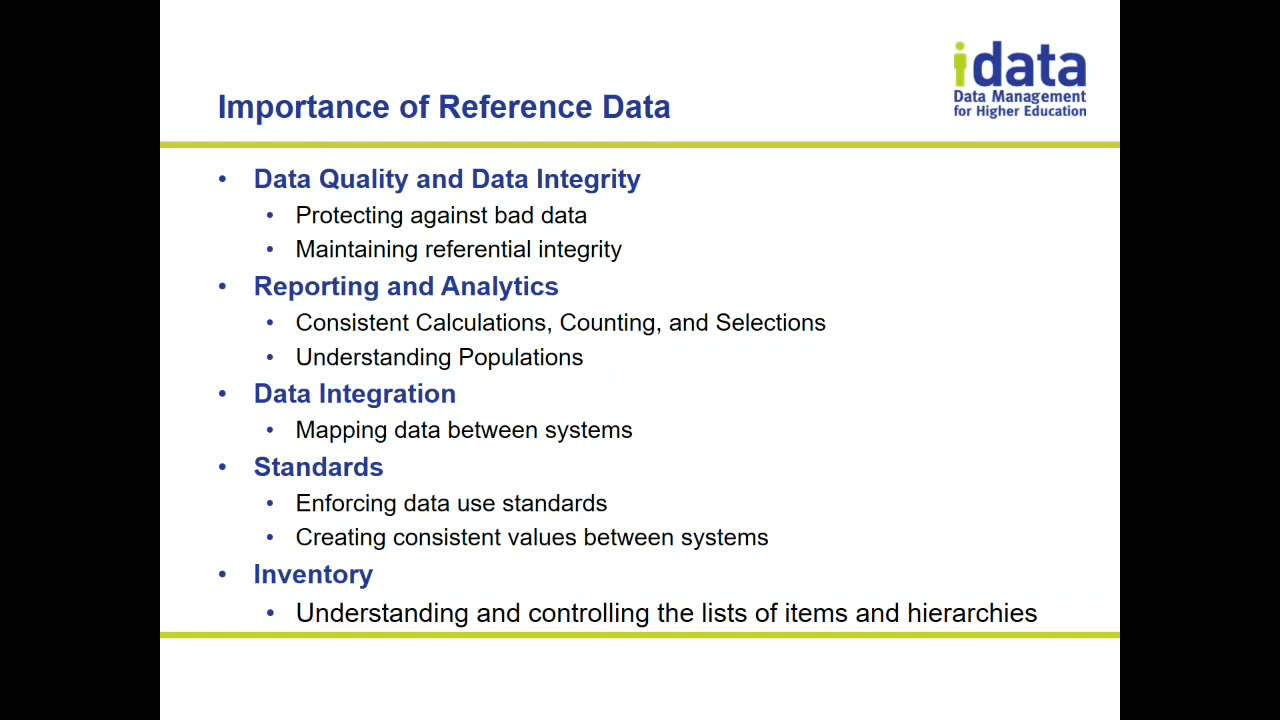 idata
Data Management
for Higher Education
Importance of Reference Data
• Data Quality and Data Integrity
• Protecting against bad data
• Maintaining referential integrity
• Reporting and Analytics
• Consistent Calculations, Counting, and Selections
• Understanding Populations
• Data Integration
• Mapping data between systems
• Standards
• Enforcing data use standards
• Creating consistent values between systems
• Inventory
• Understanding and controlling the lists of items and hierarchies